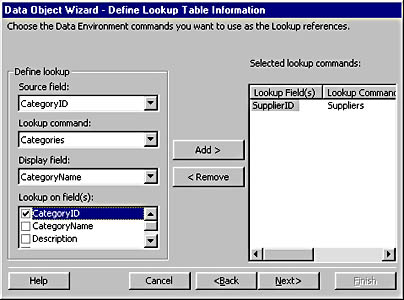 Data Object Wizard - Define Lookup Table Information
Choose the Data Environment commands you want to use as the Lookup references.
Define lookup
Source field:
CategoryID
Lookup command:
Categories
Display field:
CategoryName
Lookup on field(s):
CategoryID
CategoryName
Description
Add >
< Remove
Selected lookup commands:
Lookup Field(s) Lookup Command
SupplierID Suppliers
Help Cancel <Back Next> Finish